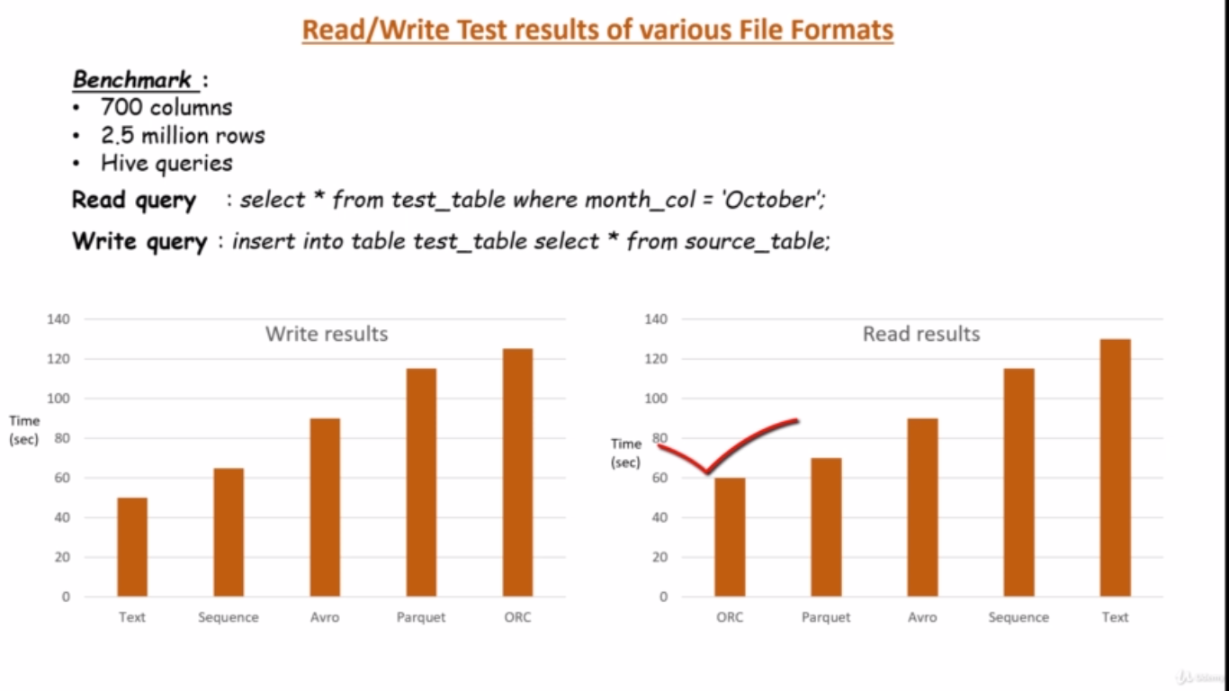 Read/Write Test results of various File Formats
Benchmark :
• 700 columns
• 2.5 million rows
• Hive queries
Read query : select * from test_table where month_col = ‘October’;
Write query : insert into table test_table select * from source_table;
Write results
140
120
100
80
60
40
20
0
Time
(sec)
Text Sequence Avro Parquet ORC
Read results
140
120
100
80
60
40
20
0
Time
(sec)
ORC Parquet Avro Sequence Text